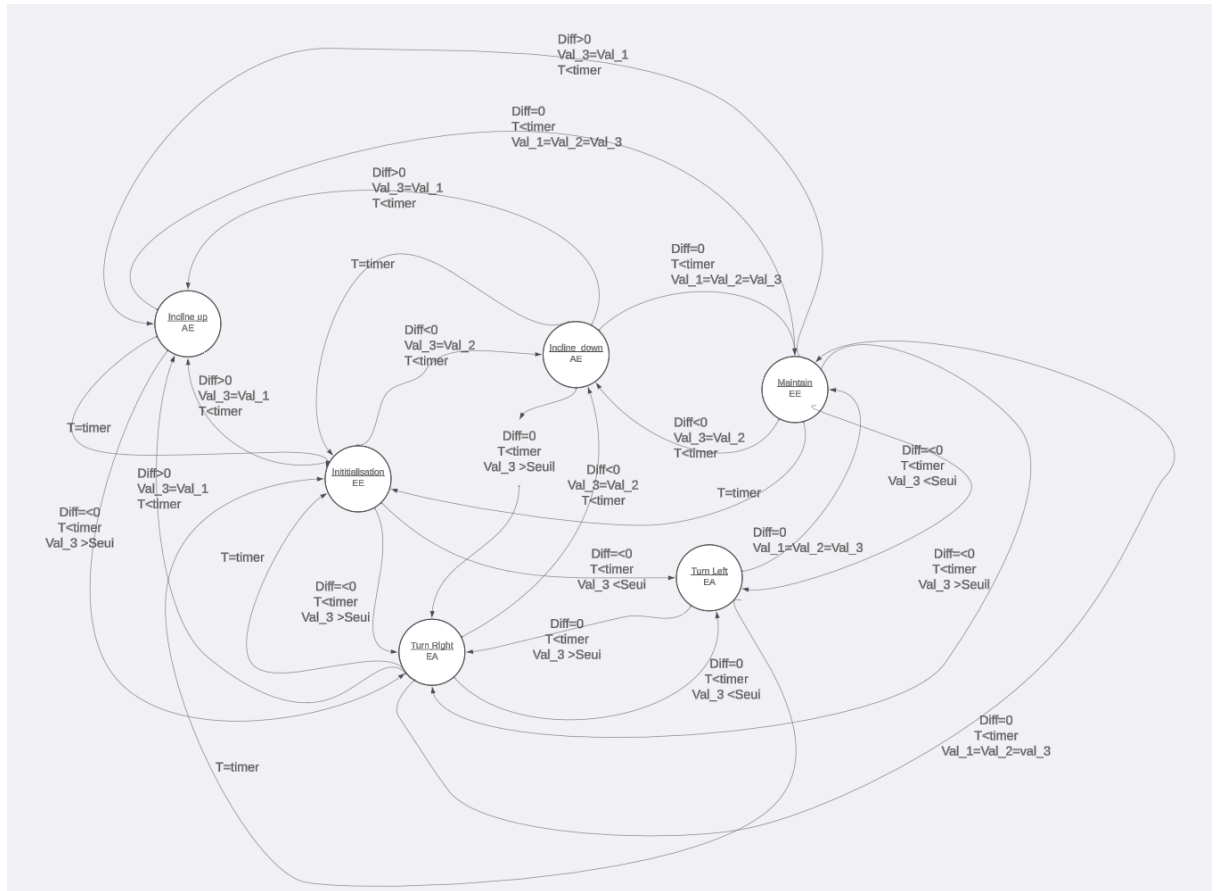 Diff>0
Val_3=Val_1
T<timer
Diff=0
T<timer
Val_1=Val_2=Val_3
Diff>0
Val_3=Val_1
T<timer
T=timer
Diff=0
T<timer
Val_1=Val_2=Val_3
Incline up
AE
Diff<0
Val_3=Val_2
T<timer
Incline down
AE
Maintain
EE
Diff>0
Val_3=Val_1
T<timer
T=timer
Diff<0
Val_3=Val_2
T<timer
Diff=0
T<timer
Val_3 >Seuil
Diff=<0
T<timer
Val_3 <Seui
Inititialisation
EE
Diff>0
Val_3=Val_1
T<timer
Diff<0
Val_3=Val_2
T<timer
T=timer
Diff=<0
T<timer
Val_3 >Seui
T=timer
Diff=0
Val_1=Val_2=Val_3
Diff=<0
T<timer
Val_3 <Seui
Turn Left
EA
Diff=<0
T<timer
Val_3 >Seuil
Diff=<0
T<timer
Val_3 >Seui
Turn Right
EA
Diff=0
T<timer
Val_3 >Seui
Diff=0
T<timer
Val_3 <Seui
Diff=0
T<timer
Val_1=Val_2=val_3
T=timer